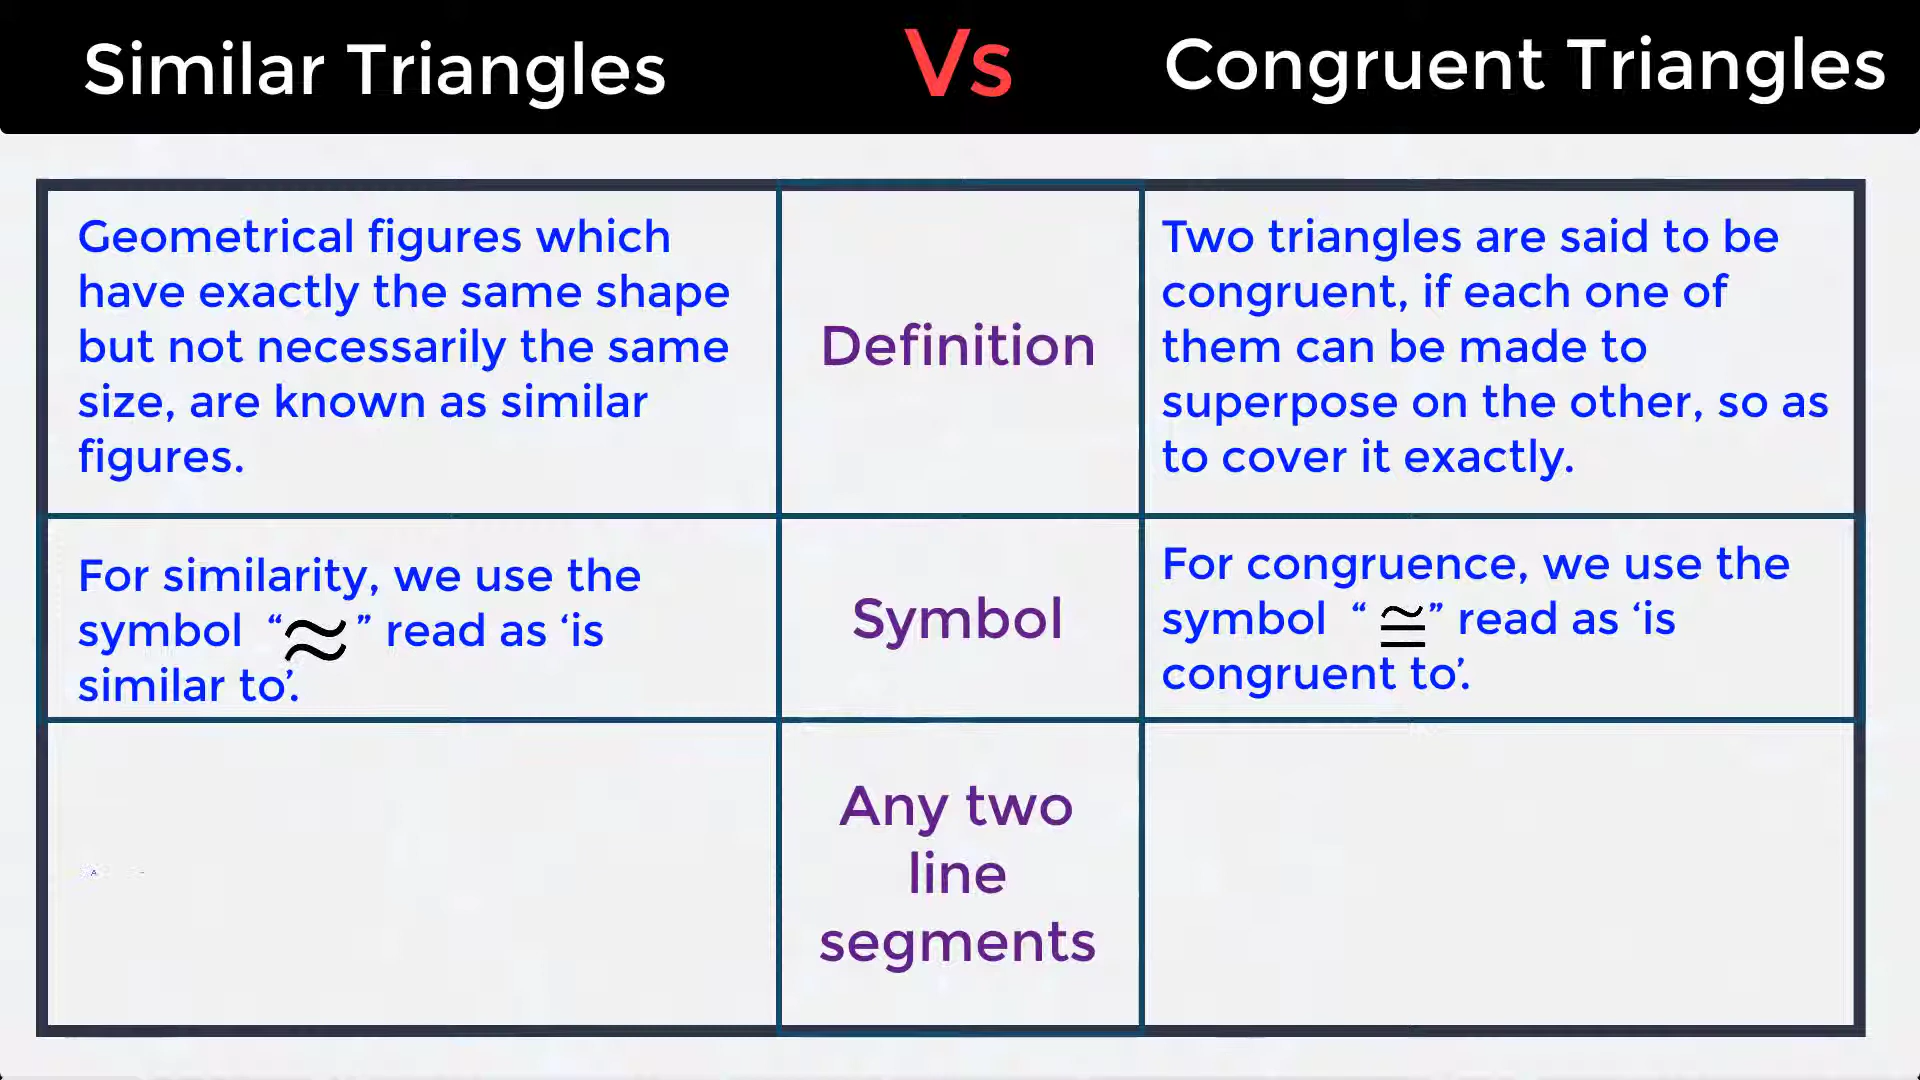 Similar Triangles Vs Congruent Triangles
Geometrical figures which
have exactly the same shape
but not necessarily the same
size, are known as similar
figures.
Definition
Two triangles are said to be
congruent, if each one of
them can be made to
superpose on the other, so as
to cover it exactly.
For similarity, we use the
symbol “≈” read as ‘is
similar to’.
Symbol
For congruence, we use the
symbol “≅” read as ‘is
congruent to’.
A
Any two
line
segments